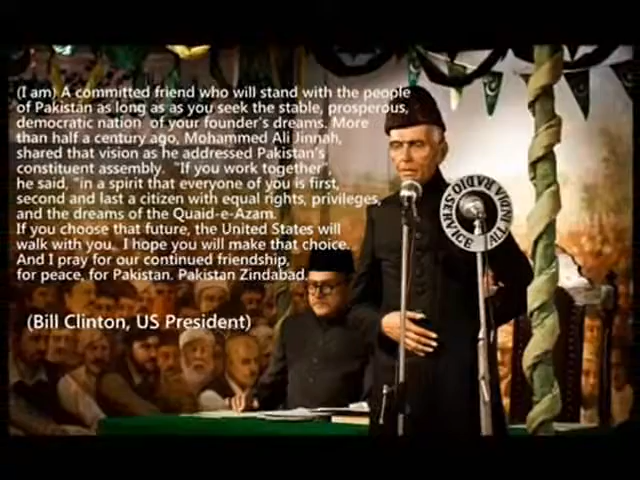 (I am) A committed friend who will stand with the people
of Pakistan as long as as you seek the stable, prosperous,
democratic nation of your founder's dreams. More
than half a century ago, Mohammed Ali Jinnah,
shared that vision as he addressed Pakistan's
constituent assembly. "If you work together",
he said, "in a spirit that everyone of you is first,
second and last a citizen with equal rights, privileges,
and the dreams of the Quaid-e-Azam.
If you choose that future, the United States will
walk with you. I hope you will make that choice.
And I pray for our continued friendship,
for peace, for Pakistan. Pakistan Zindabad.
(Bill Clinton, US President)
ALL INDIA RADIO SERVICE